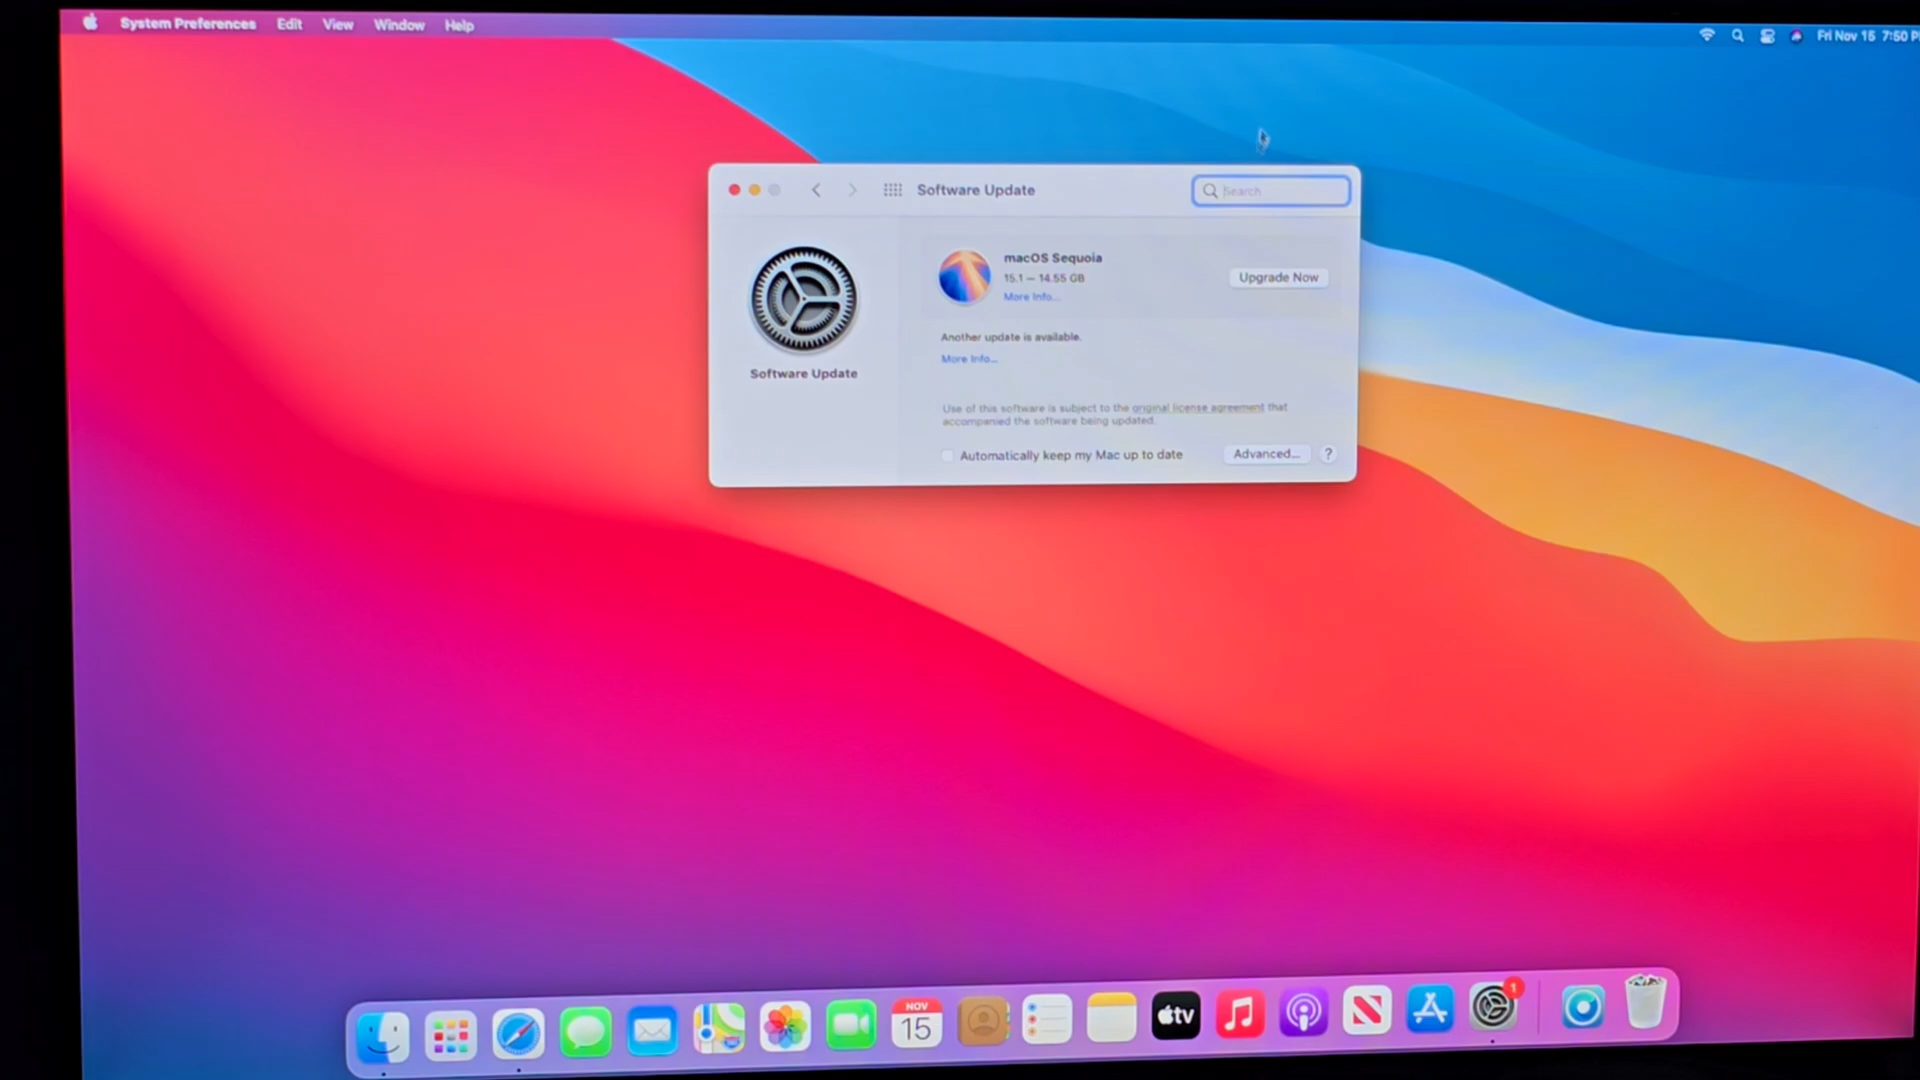 System Preferences Edit View Window Help
Fri Nov 15 7:50 P
Software Update
Search
macOS Sequoia
15.1 — 14.55 GB
More Info...
Upgrade Now
Another update is available.
More Info...
Software Update
Use of this software is subject to the original license agreement that
accompanied the software being updated.
Automatically keep my Mac up to date
Advanced...
?
NOV
15
tv
1